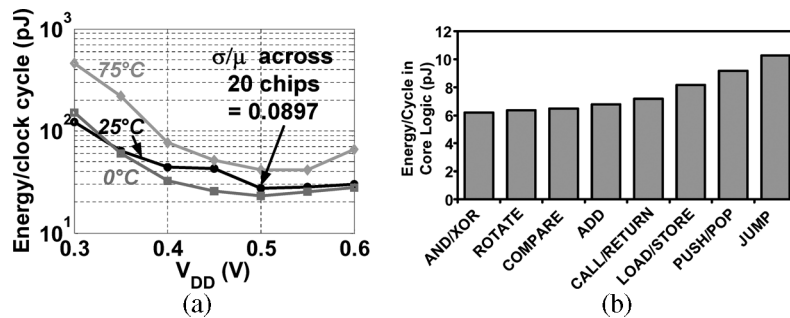 (a)
Energy/clock cycle (pJ)
10³
10²
10¹
75°C
25°C
0°C
σ/μ across
20 chips
= 0.0897
0.3 0.4 0.5 0.6
V_DD (V)
(a)
Energy/Cycle in
Core Logic (pJ)
12
10
8
6
4
2
0
AND/XOR
ROTATE
COMPARE
ADD
CALL/RETURN
LOAD/STORE
PUSH/POP
JUMP
(b)